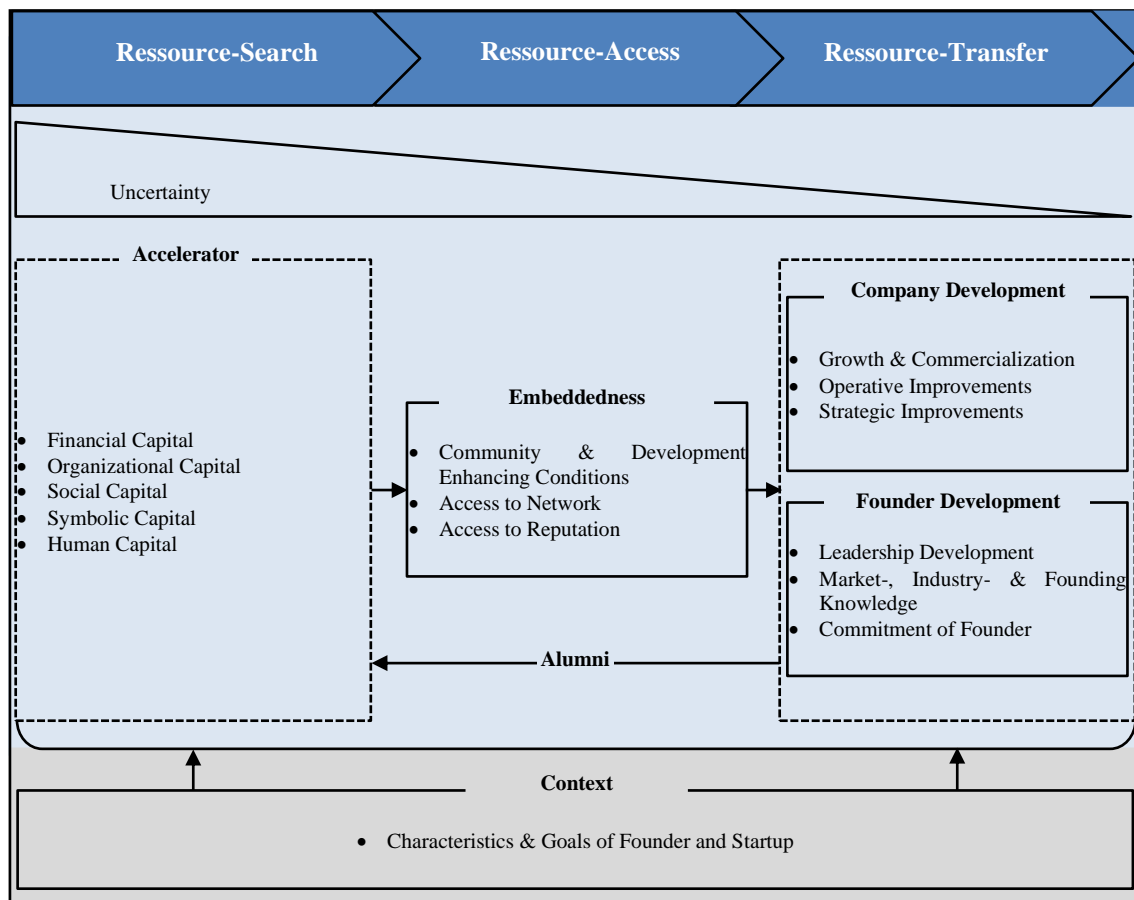 Ressource-Search
Ressource-Access
Ressource-Transfer
Uncertainty
Accelerator
• Financial Capital
• Organizational Capital
• Social Capital
• Symbolic Capital
• Human Capital
Embeddedness
• Community & Development
Enhancing Conditions
• Access to Network
• Access to Reputation
Company Development
• Growth & Commercialization
• Operative Improvements
• Strategic Improvements
Founder Development
• Leadership Development
• Market-, Industry- & Founding
Knowledge
• Commitment of Founder
Alumni
Context
• Characteristics & Goals of Founder and Startup